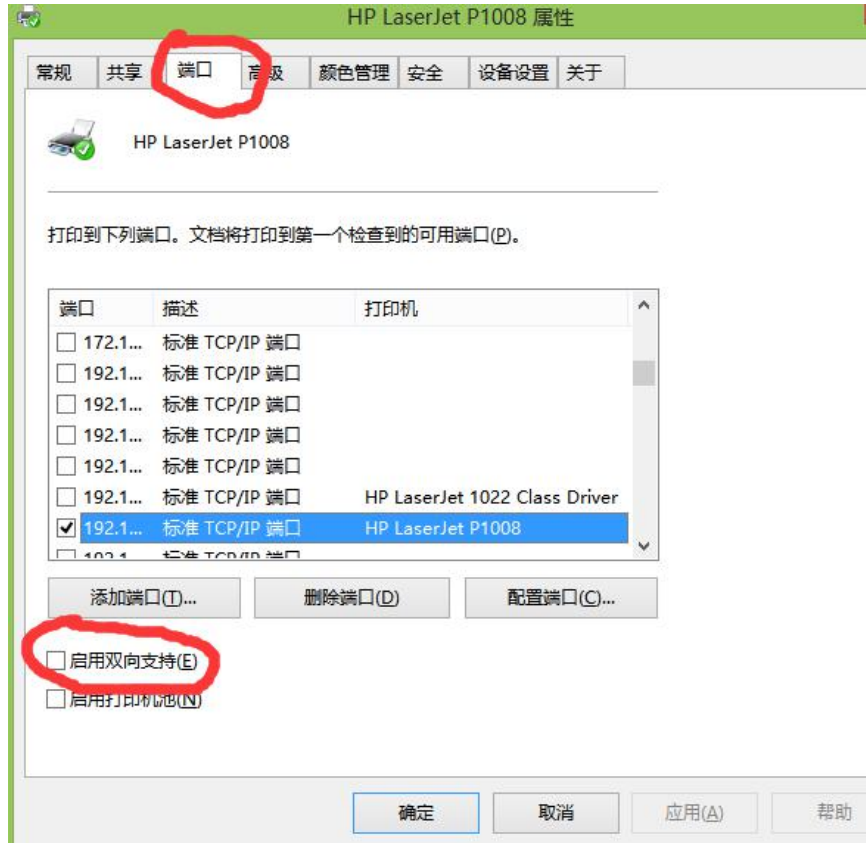 HP LaserJet P1008 属性
常规 共享 端口 高级 颜色管理 安全 设备设置 关于
HP LaserJet P1008
打印到下列端口。文档将打印到第一个检查到的可用端口(P)。
端口 描述 打印机
172.1... 标准 TCP/IP 端口
192.1... 标准 TCP/IP 端口
192.1... 标准 TCP/IP 端口
192.1... 标准 TCP/IP 端口
192.1... 标准 TCP/IP 端口
192.1... 标准 TCP/IP 端口 HP LaserJet 1022 Class Driver
192.1... 标准 TCP/IP 端口 HP LaserJet P1008
192.1... 标准 TCP/IP 端口
添加端口(T)... 删除端口(D) 配置端口(C)...
启用双向支持(E)
启用打印机池(N)
确定 取消 应用(A) 帮助